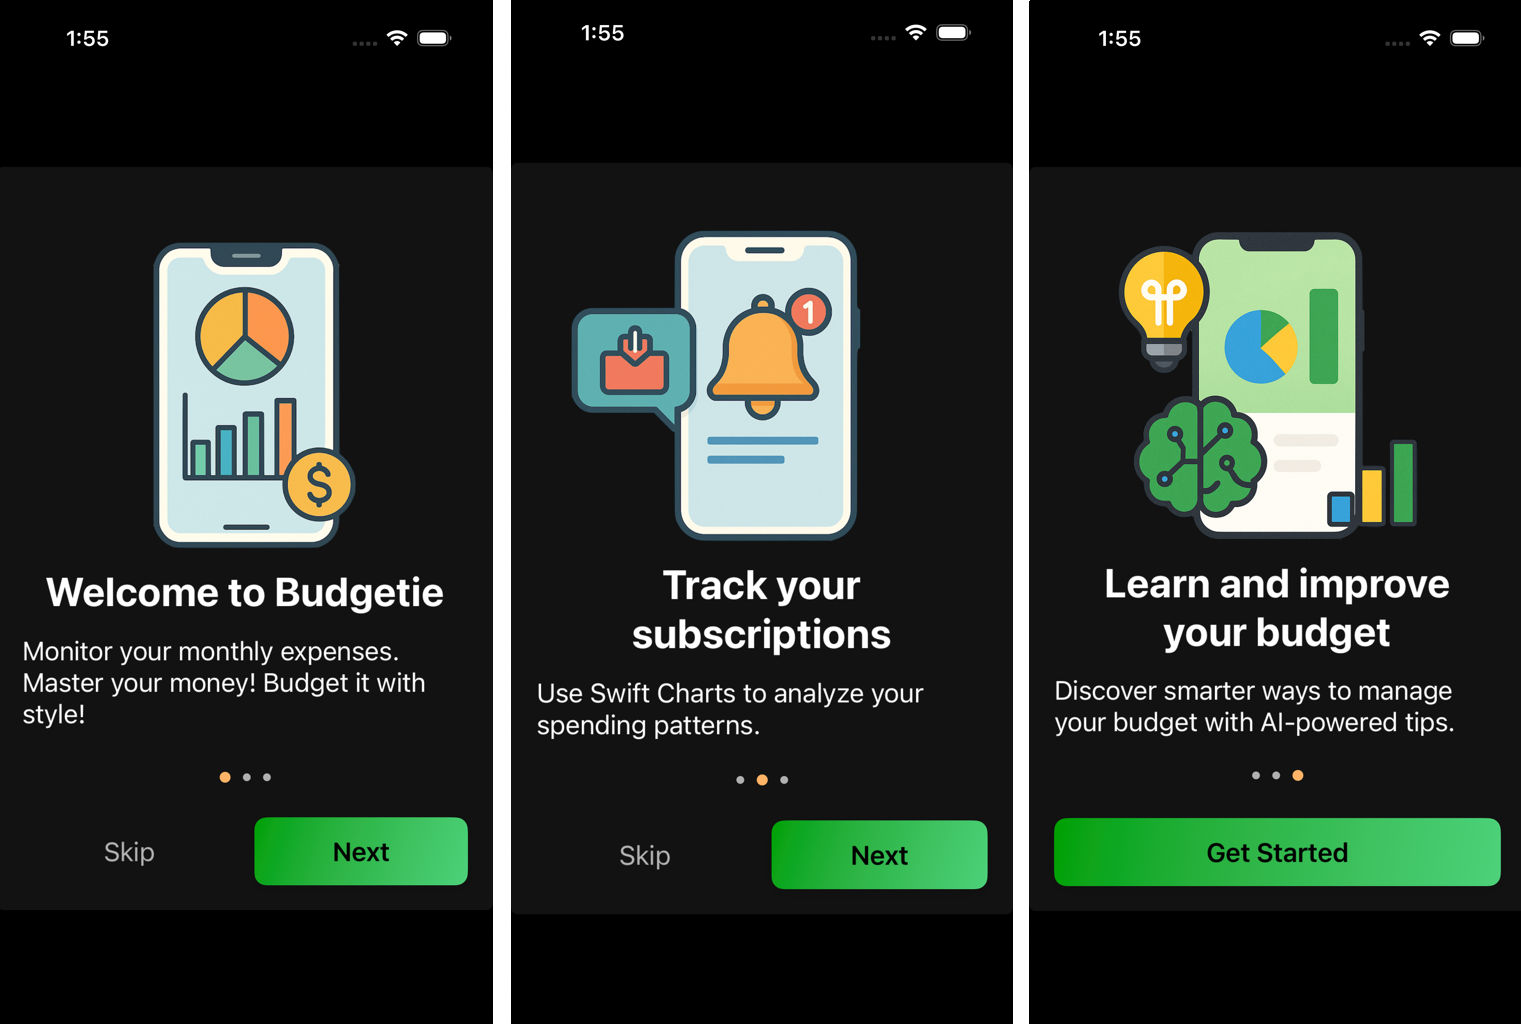 1:55
Welcome to Budgetie
Monitor your monthly expenses.
Master your money! Budget it with
style!
Skip
Next
1:55
1
Track your
subscriptions
Use Swift Charts to analyze your
spending patterns.
Skip
Next
1:55
Learn and improve
your budget
Discover smarter ways to manage
your budget with AI-powered tips.
Get Started